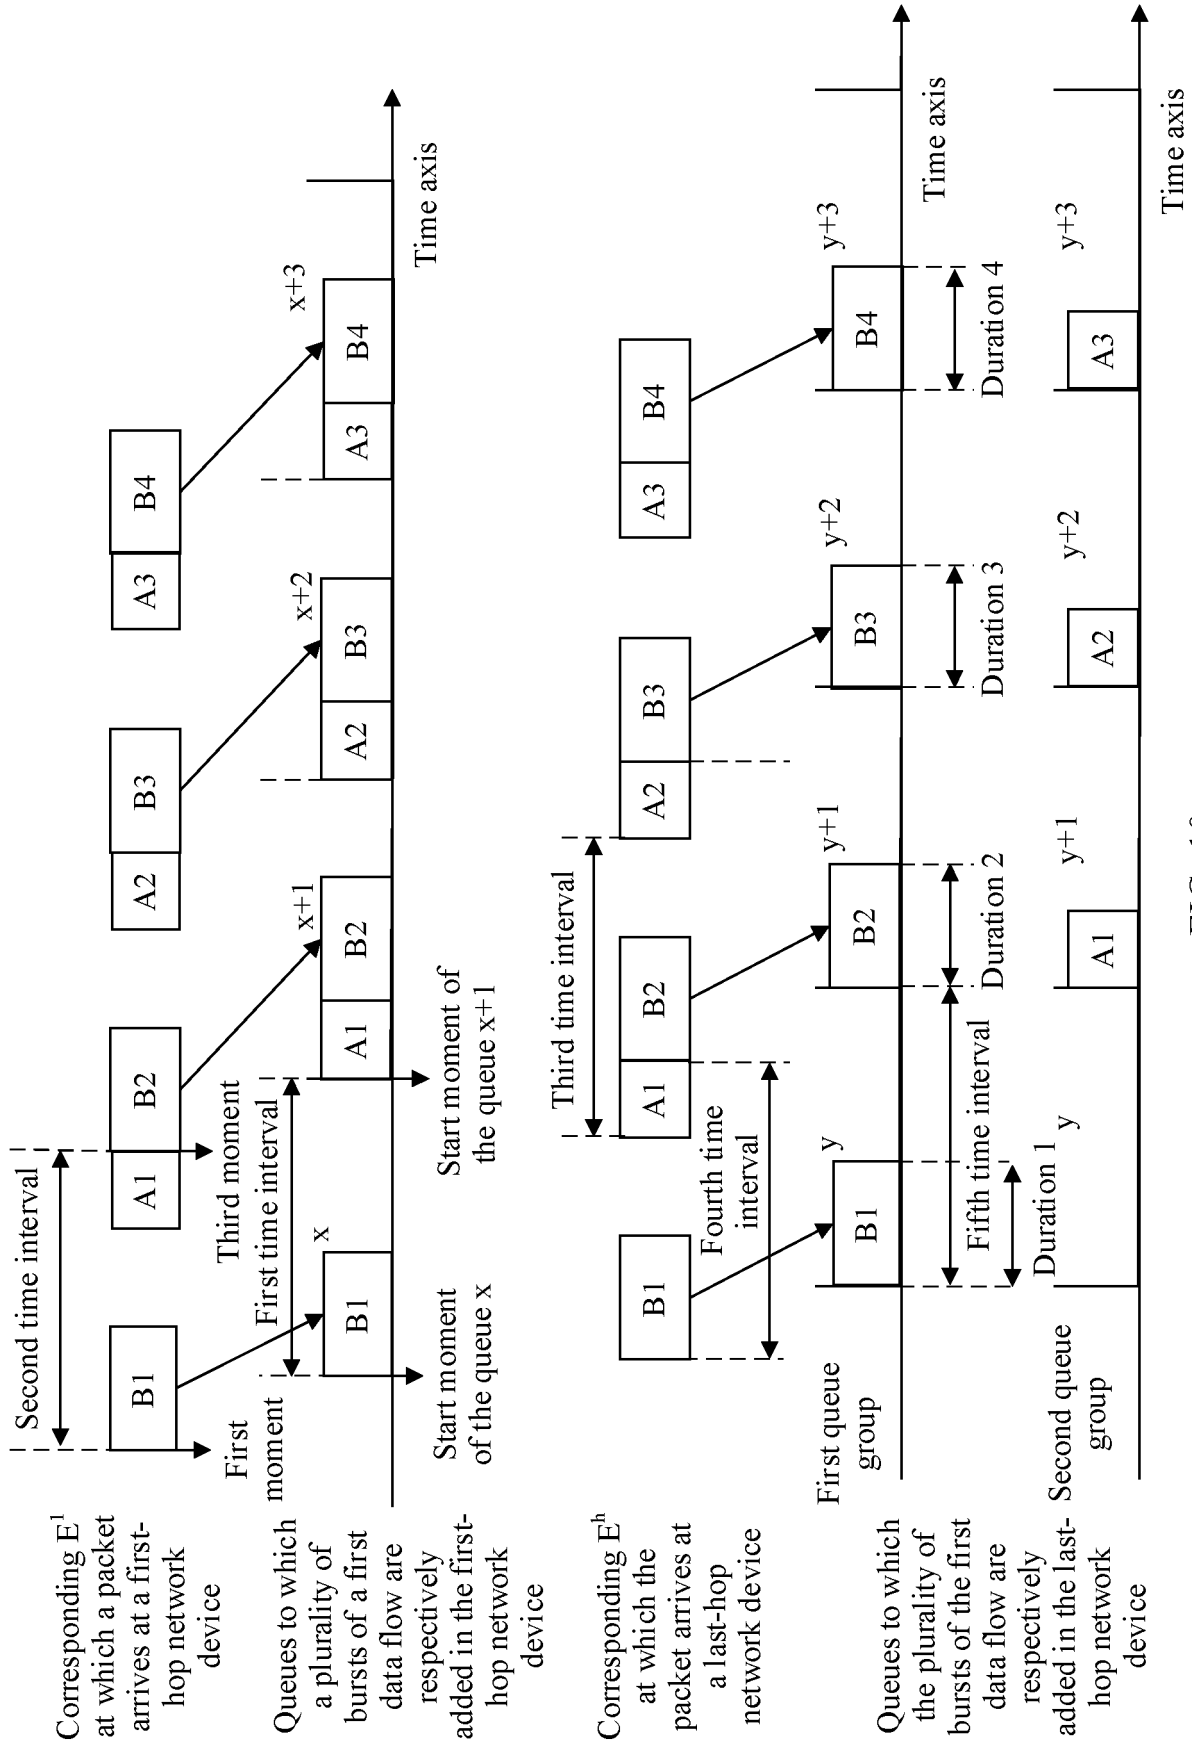 Corresponding E¹
at which a packet
arrives at a first-
hop network
device
Second time interval
First
moment
Third moment
B1
A1
B2
A2
B3
A3
B4
Queues to which
a plurality of
bursts of a first
data flow are
respectively
added in the first-
hop network
device
First time interval
x
x+1
x+2
x+3
B1
A1
B2
A2
B3
A3
B4
Start moment
of the queue x
Start moment of
the queue x+1
Time axis
Corresponding Eʰ
at which the
packet arrives at
a last-hop
network device
Third time interval
B1
A1
B2
A2
B3
A3
B4
Fourth time
interval
Queues to which
the plurality of
bursts of the first
data flow are
respectively
added in the last-
hop network
device
First queue
group
y
y+1
y+2
y+3
B1
B2
B3
B4
Time axis
Fifth time interval
Duration 1
Duration 2
Duration 3
Duration 4
Second queue
group
y
y+1
y+2
y+3
A1
A2
A3
Time axis